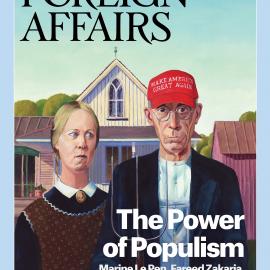 FOREIGN
AFFAIRS
MAKE AMERICA
GREAT AGAIN
The Power
of Populism
Marine Le Pen, Fareed Zakaria,